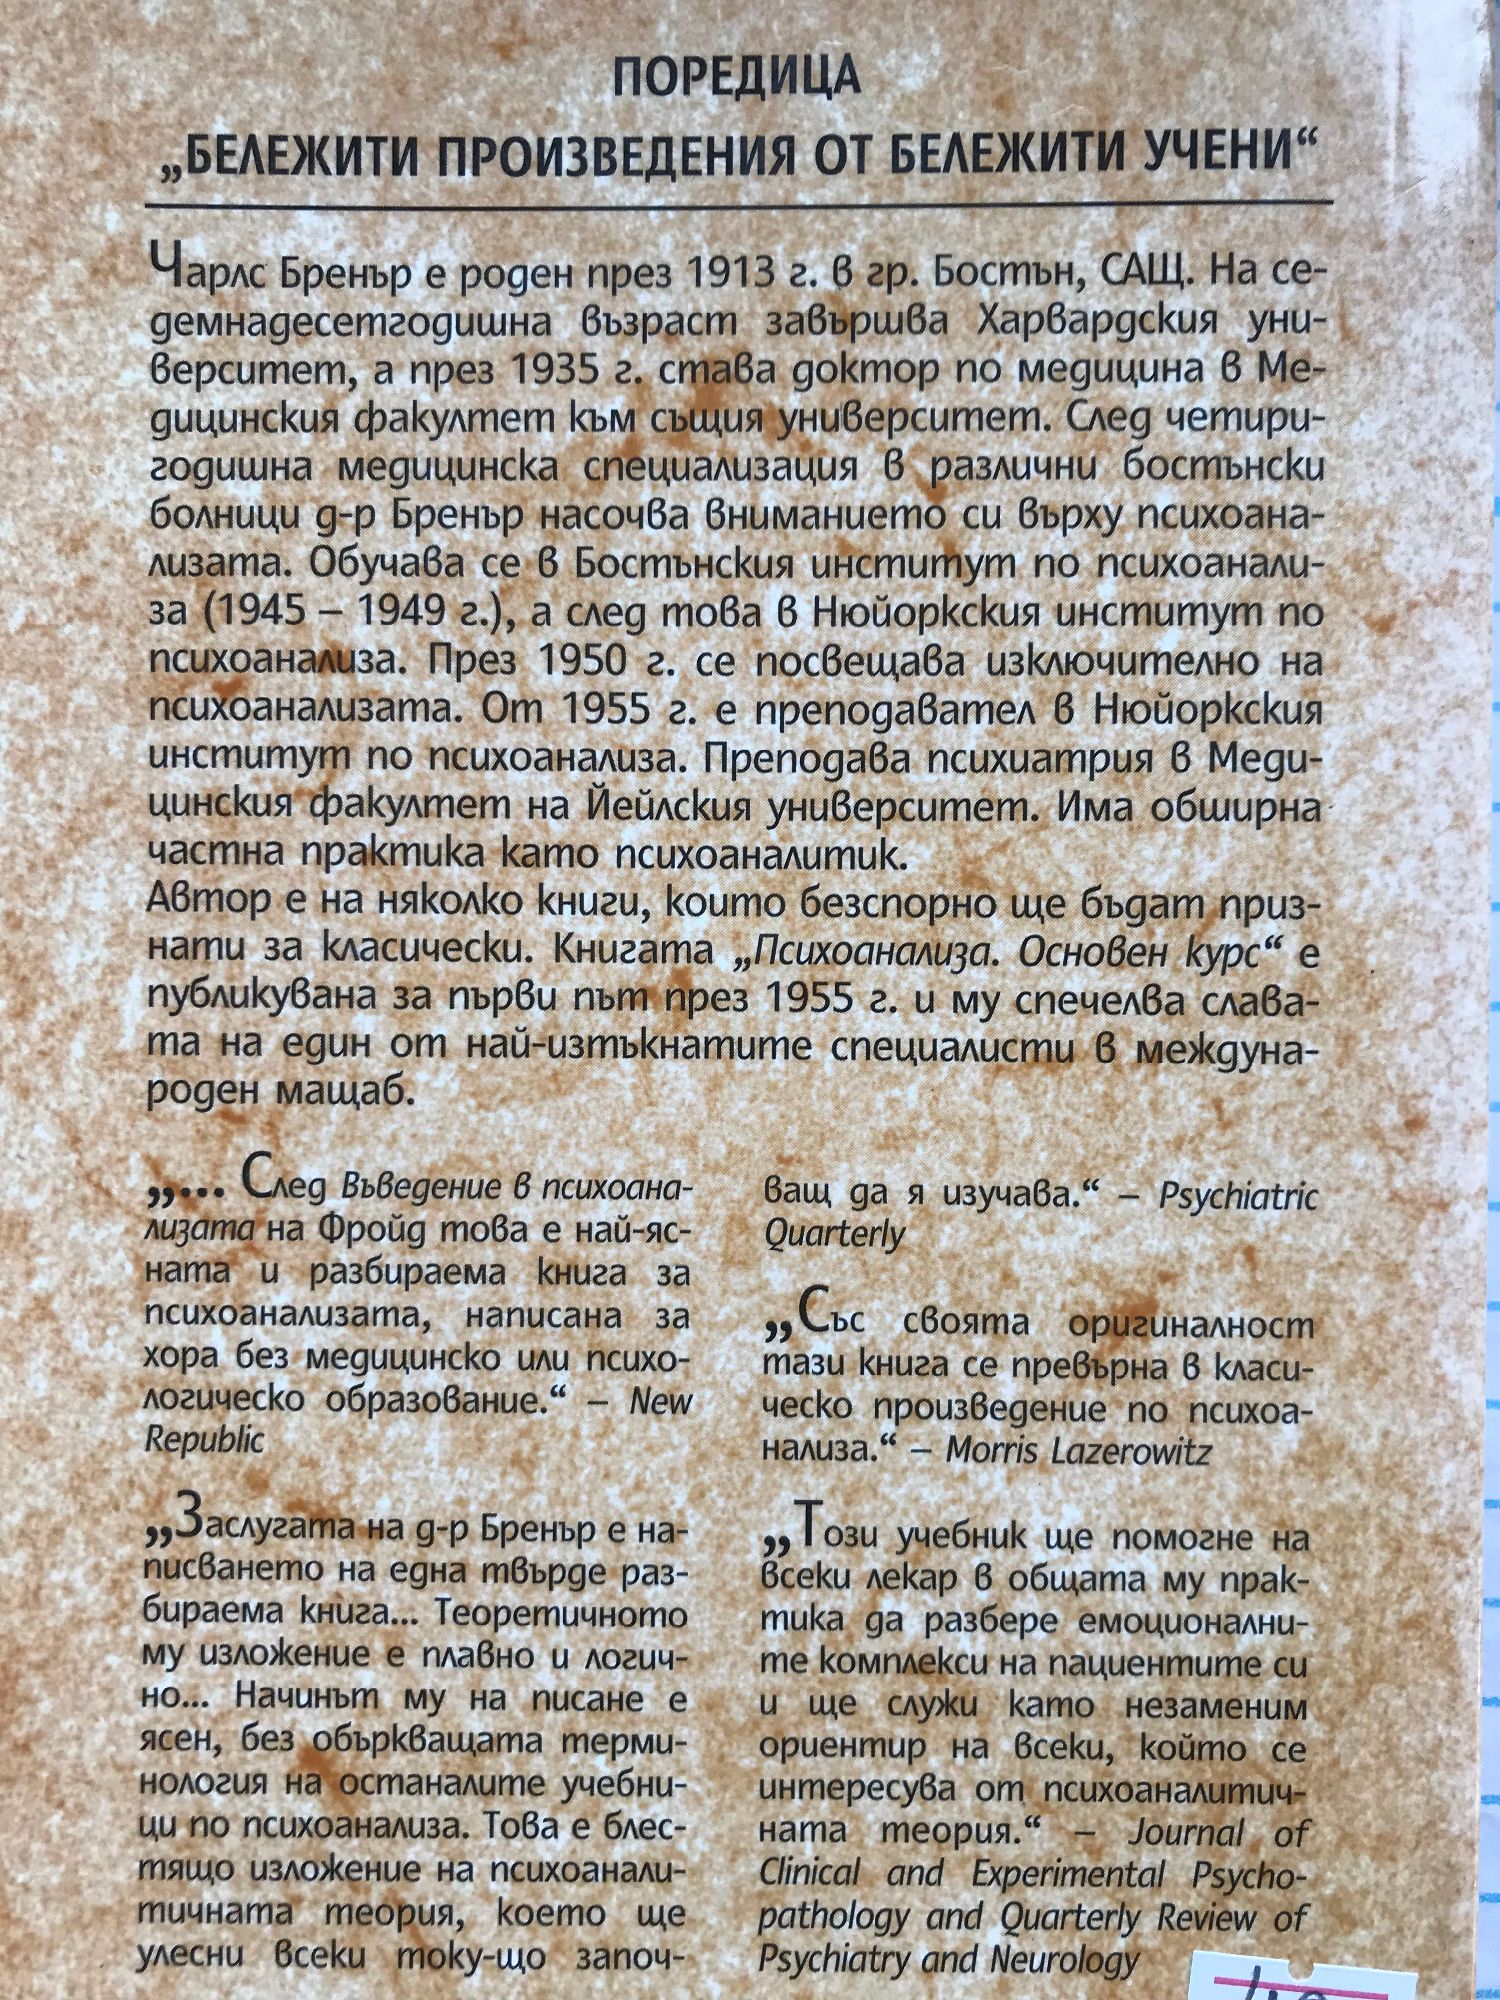 ПОРЕДИЦА
„БЕЛЕЖИТИ ПРОИЗВЕДЕНИЯ ОТ БЕЛЕЖИТИ УЧЕНИ“
Чарлс Бренър е роден през 1913 г. в гр. Бостън, САЩ. На се-
демнадесетгодишна възраст завършва Харвардския уни-
верситет, а през 1935 г. става доктор по медицина в Ме-
дицинския факултет към същия университет. След четири-
годишна медицинска специализация в различни бостънски
болници д-р Бренър насочва вниманието си върху психоана-
лизата. Обучава се в Бостънския институт по психоанали-
за (1945 – 1949 г.), а след това в Нюйоркския институт по
психоанализа. През 1950 г. се посвещава изключително на
психоанализата. От 1955 г. е преподавател в Нюйоркския
институт по психоанализа. Преподава психиатрия в Меди-
цинския факултет на Йейлския университет. Има обширна
частна практика като психоаналитик.
Автор е на няколко книги, които безспорно ще бъдат приз-
нати за класически. Книгата „Психоанализа. Основен курс“ е
публикувана за първи път през 1955 г. и му спечелва слава-
та на един от най-изтъкнатите специалисти в междуна-
роден мащаб.
„... След Въведение в психоана-
лизата на Фройд това е най-яс-
ната и разбираема книга за
психоанализата, написана за
хора без медицинско или психо-
логическо образование.“ – New
Republic
„Заслугата на д-р Бренър е на-
писването на една твърде раз-
бираема книга... Теоретичното
му изложение е плавно и логич-
но... Начинът му на писане е
ясен, без объркващата терми-
нология на останалите учебни-
ци по психоанализа. Това е блес-
тящо изложение на психоанали-
тичната теория, което ще
улесни всеки току-що започ-
ващ да я изучава.“ – Psychiatric
Quarterly
„Със своята оригиналност
тази книга се превърна в класи-
ческо произведение по психоа-
нализа.“ – Morris Lazerowitz
„Този учебник ще помогне на
всеки лекар в общата му прак-
тика да разбере емоционални-
те комплекси на пациентите си
и ще служи като незаменим
ориентир на всеки, който се
интересува от психоаналитич-
ната теория.“ – Journal of
Clinical and Experimental Psycho-
pathology and Quarterly Review of
Psychiatry and Neurology